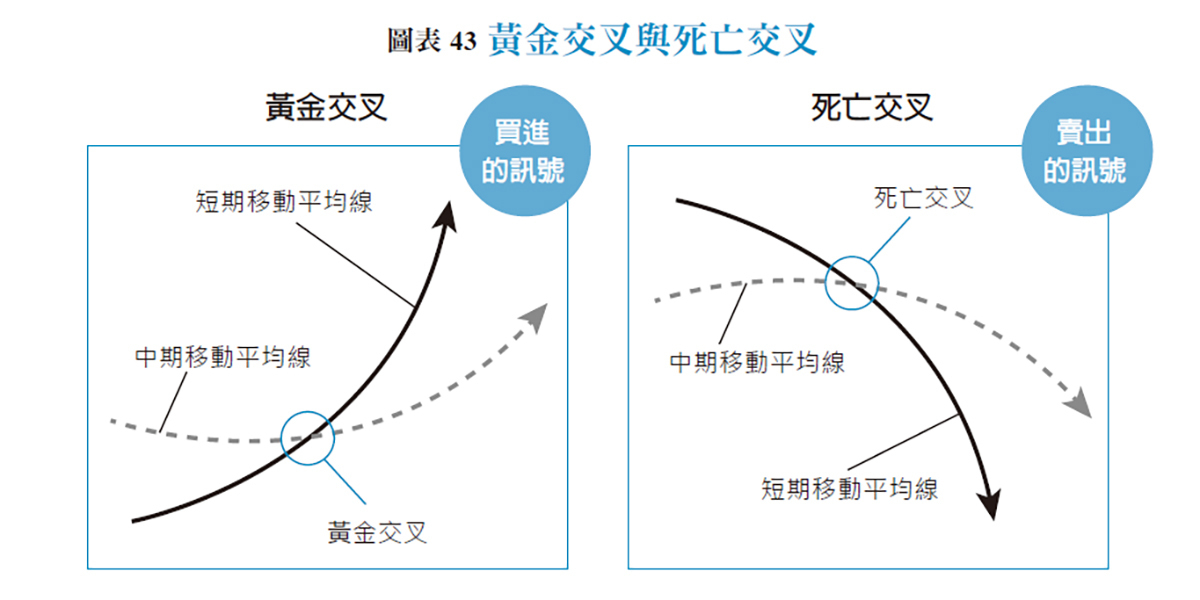 圖表 43 黃金交叉與死亡交叉
黃金交叉
買進
的訊號
短期移動平均線
中期移動平均線
黃金交叉
死亡交叉
賣出
的訊號
死亡交叉
中期移動平均線
短期移動平均線